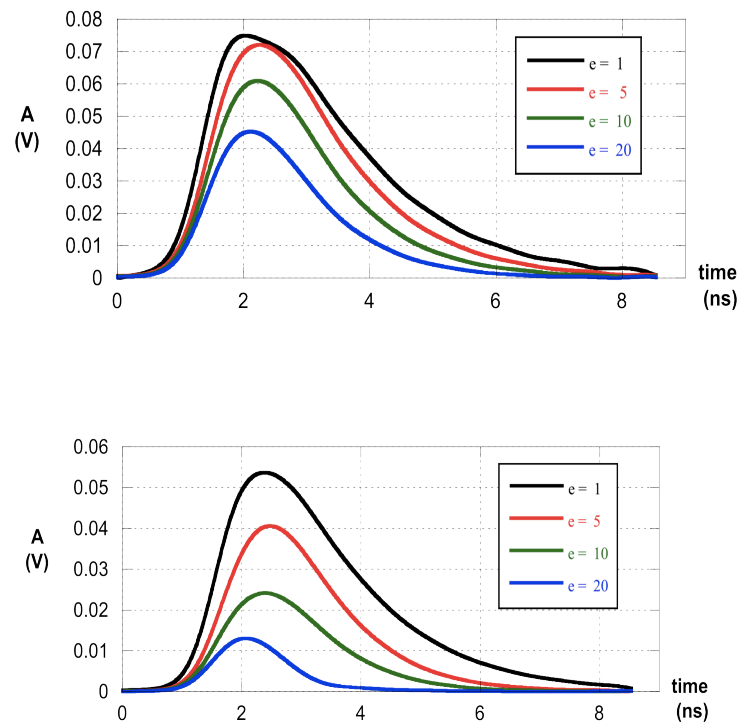 0.08
0.07
0.06
0.05
0.04
0.03
0.02
0.01
0
A
(V)
e = 1
e = 5
e = 10
e = 20
0 2 4 6 8
time
(ns)
0.06
0.05
0.04
0.03
0.02
0.01
0
A
(V)
e = 1
e = 5
e = 10
e = 20
0 2 4 6 8
time
(ns)